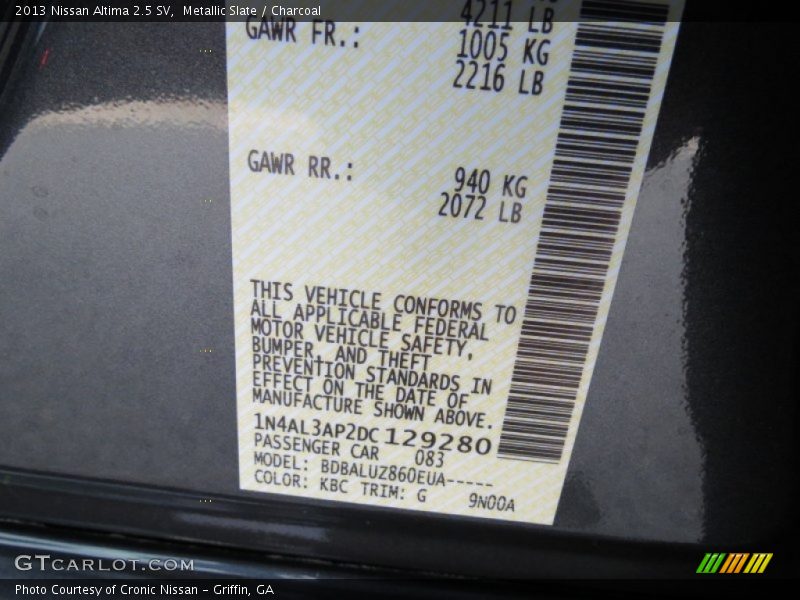 2013 Nissan Altima 2.5 SV,  Metallic Slate / Charcoal
4211 LB
GAWR FR.: 1005 KG
2216 LB
GAWR RR.: 940 KG
2072 LB
THIS VEHICLE CONFORMS TO
ALL APPLICABLE FEDERAL
MOTOR VEHICLE SAFETY,
BUMPER, AND THEFT
PREVENTION STANDARDS IN
EFFECT ON THE DATE OF
MANUFACTURE SHOWN ABOVE.
1N4AL3AP2DC129280
PASSENGER CAR 083
MODEL: BDBALUZ860EUA-----
COLOR: KBC TRIM: G 9N00A
GTCARLOT.COM
Photo Courtesy of Cronic Nissan - Griffin, GA